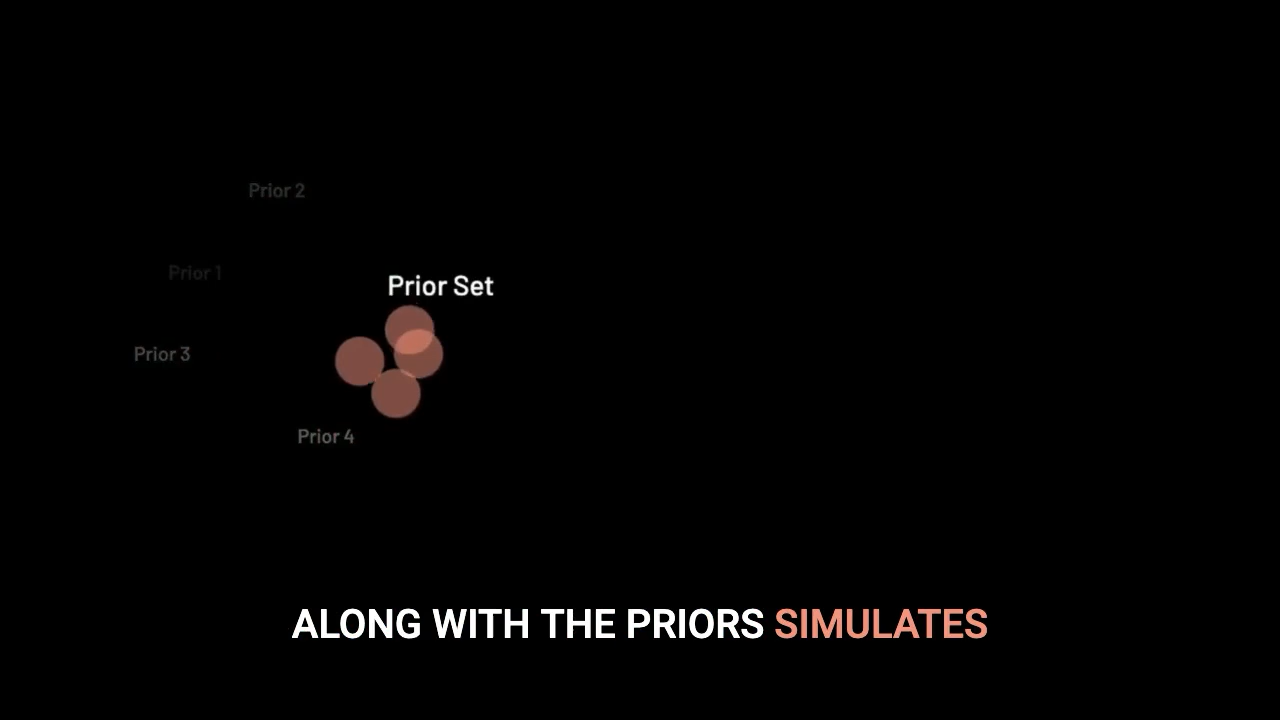 Prior 2
Prior 1
Prior Set
Prior 3
Prior 4
ALONG WITH THE PRIORS SIMULATES